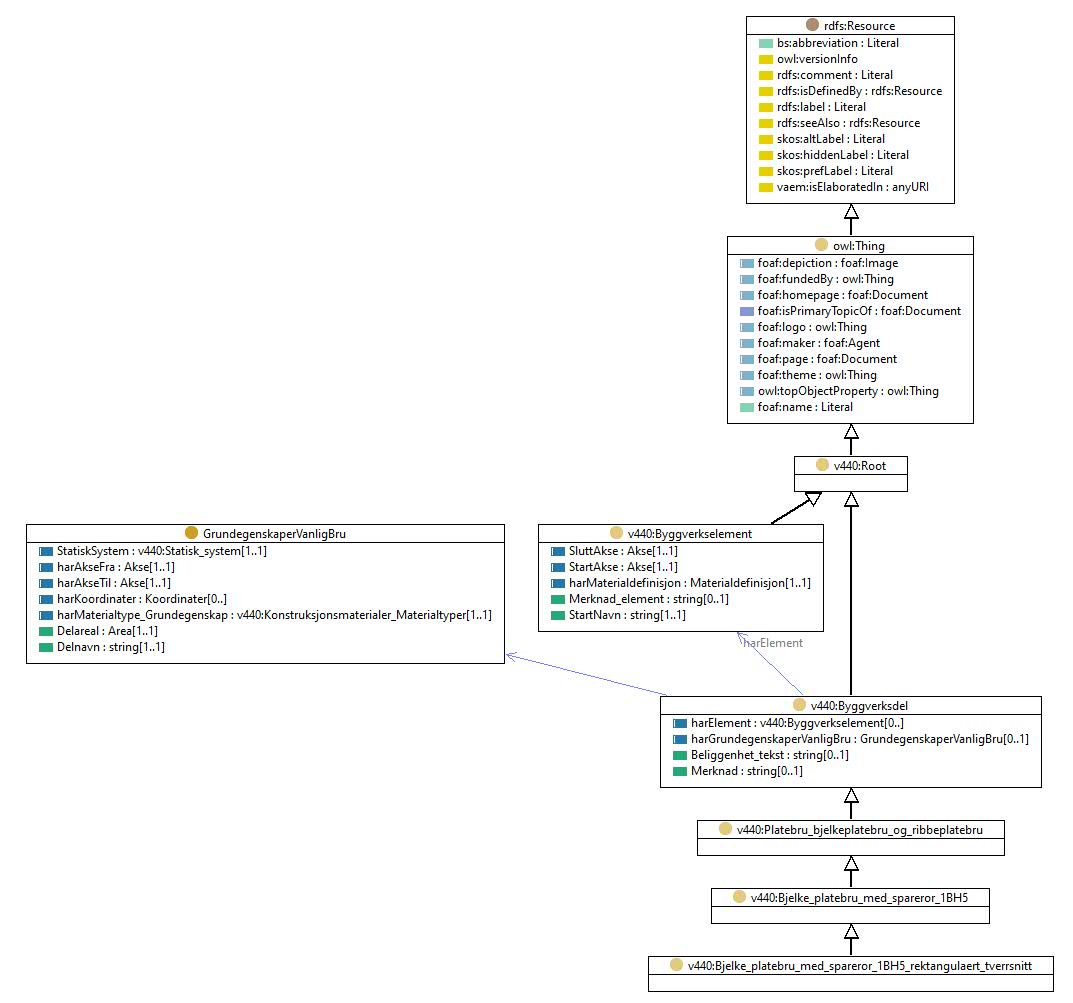 rdfs:Resource
bs:abbreviation : Literal
owl:versionInfo
rdfs:comment : Literal
rdfs:isDefinedBy : rdfs:Resource
rdfs:label : Literal
rdfs:seeAlso : rdfs:Resource
skos:altLabel : Literal
skos:hiddenLabel : Literal
skos:prefLabel : Literal
vaem:isElaboratedIn : anyURI
owl:Thing
foaf:depiction : foaf:Image
foaf:fundedBy : owl:Thing
foaf:homepage : foaf:Document
foaf:isPrimaryTopicOf : foaf:Document
foaf:logo : owl:Thing
foaf:maker : foaf:Agent
foaf:page : foaf:Document
foaf:theme : owl:Thing
owl:topObjectProperty : owl:Thing
foaf:name : Literal
v440:Root
GrundegenskaperVanligBru
StatiskSystem : v440:Statisk_system[1..1]
harAkseFra : Akse[1..1]
harAkseTil : Akse[1..1]
harKoordinater : Koordinater[0..]
harMaterialtype_Grundegenskap : v440:Konstruksjonsmaterialer_Materialtyper[1..1]
Delareal : Area[1..1]
Delnavn : string[1..1]
v440:Byggverkselement
SluttAkse : Akse[1..1]
StartAkse : Akse[1..1]
harMaterialdefinisjon : Materialdefinisjon[1..1]
Merknad_element : string[0..1]
StartNavn : string[1..1]
harElement
v440:Byggverksdel
harElement : v440:Byggverkselement[0..]
harGrundegenskaperVanligBru : GrundegenskaperVanligBru[0..1]
Beliggenhet_tekst : string[0..1]
Merknad : string[0..1]
v440:Platebru_bjelkeplatebru_og_ribbeplatebru
v440:Bjelke_platebru_med_spareror_1BH5
v440:Bjelke_platebru_med_spareror_1BH5_rektangulaert_tverrsnitt